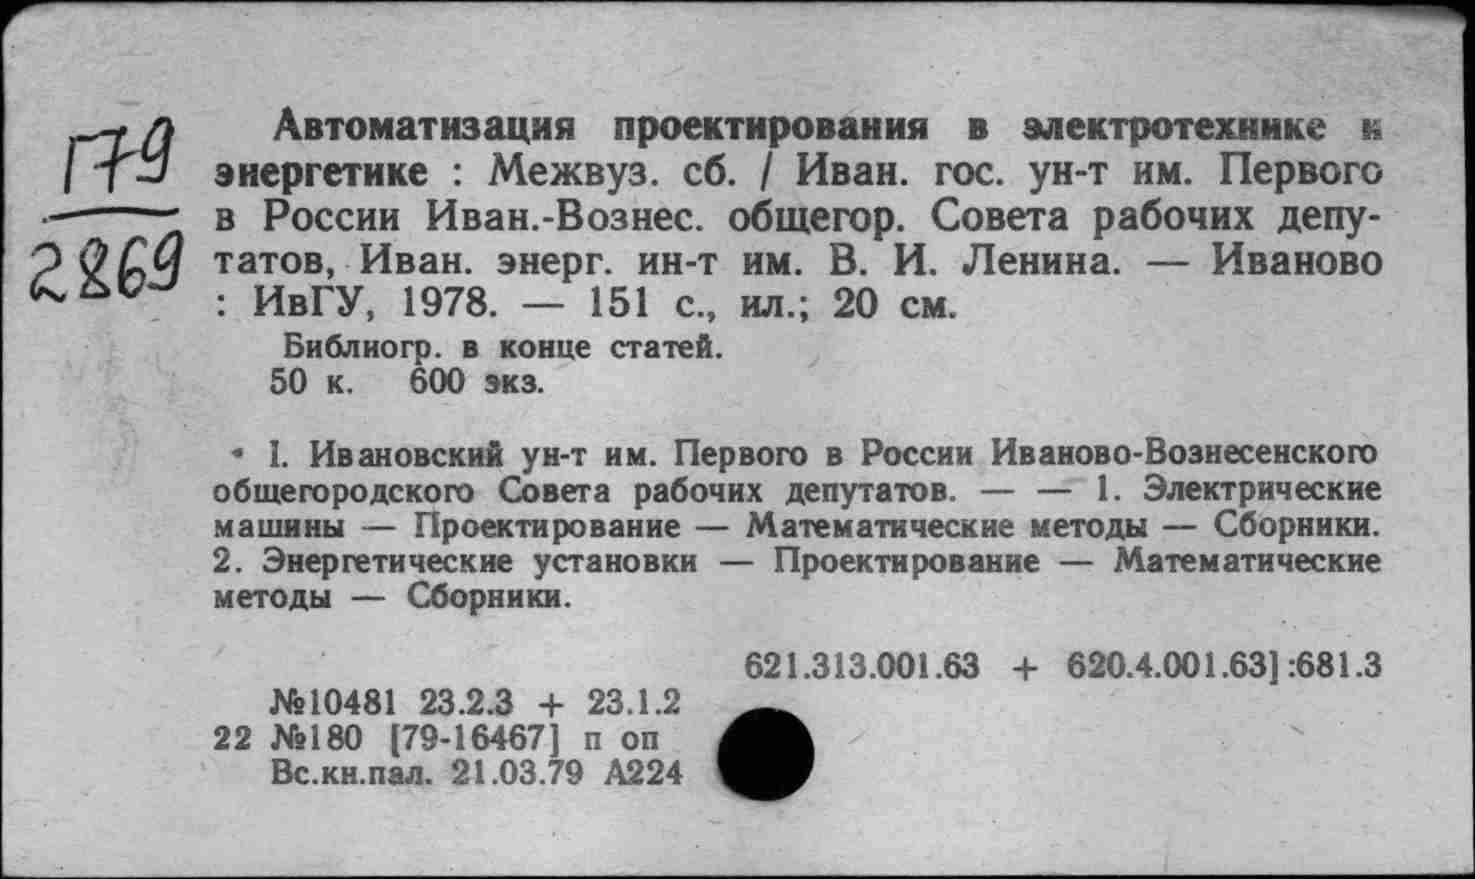 Г79
2869
Автоматизация проектирования в электротехнике и
энергетике : Межвуз. сб. / Иван. гос. ун-т им. Первого
в России Иван.-Вознес. общегор. Совета рабочих депу-
татов, Иван. энерг. ин-т им. В. И. Ленина. — Иваново
: ИвГУ, 1978. — 151 с., ил.; 20 см.
Библиогр. в конце статей.
50 к. 600 экз.
I. Ивановский ун-т им. Первого в России Иваново-Вознесенского
общегородского Совета рабочих депутатов. — — 1. Электрические
машины — Проектирование — Математические методы — Сборники.
2. Энергетические установки — Проектирование — Математические
методы — Сборники.
621.313.001.63 + 620.4.001.63] :681.3
№10481 23.2.3 + 23.1.2
22 №180 [79-16467] п оп
Вс.кн.пал. 21.03.79 А224